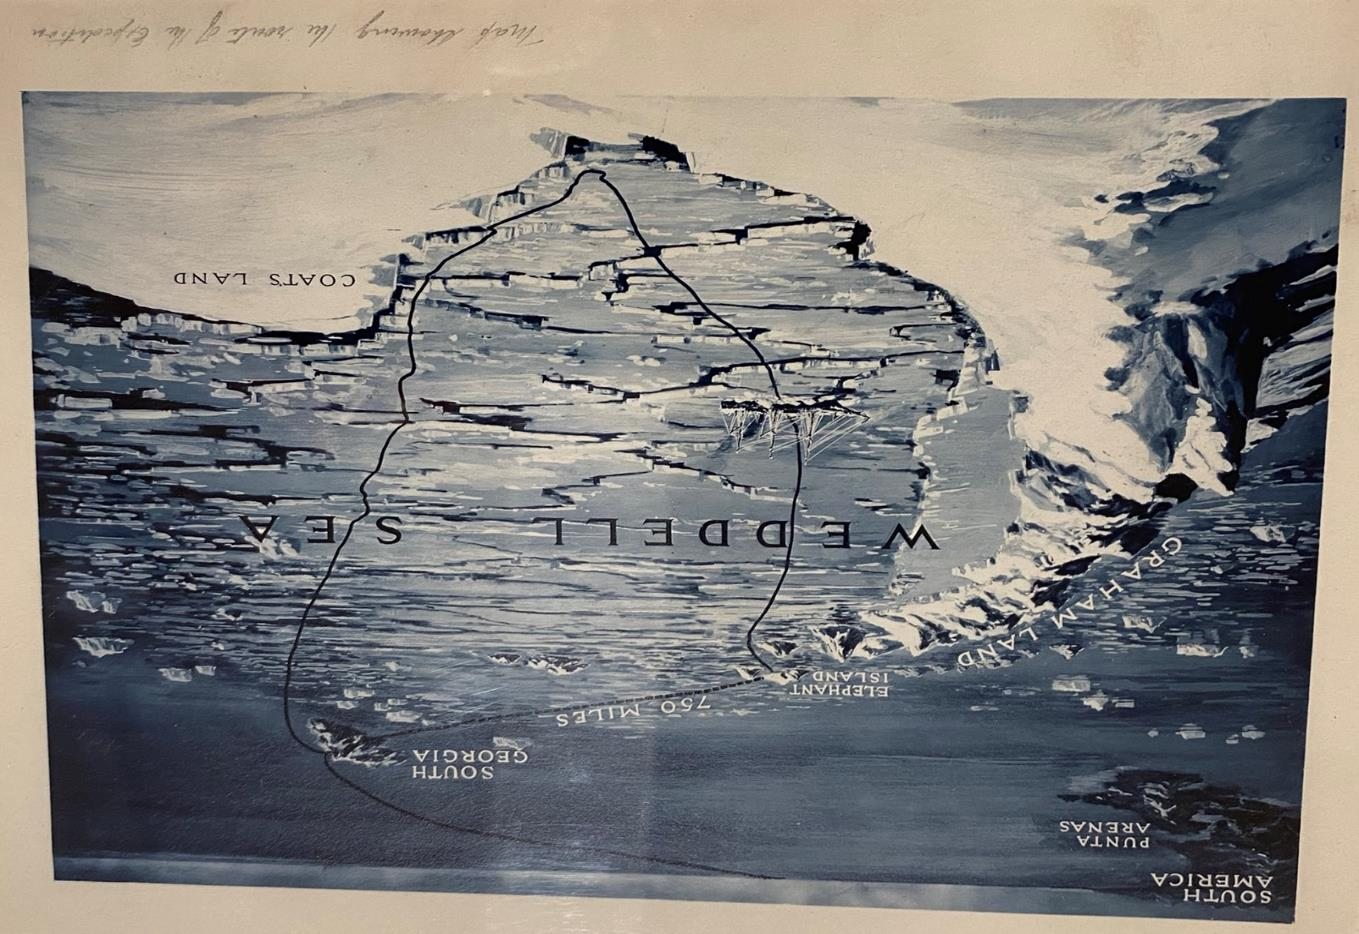 SOUTH
AMERICA
PUNTA
ARENAS
SOUTH
GEORGIA
750 MILES
ELEPHANT
ISLAND
GRAHAM LAND
WEDDELL SEA
COATS LAND
Map showing the route of the Expedition